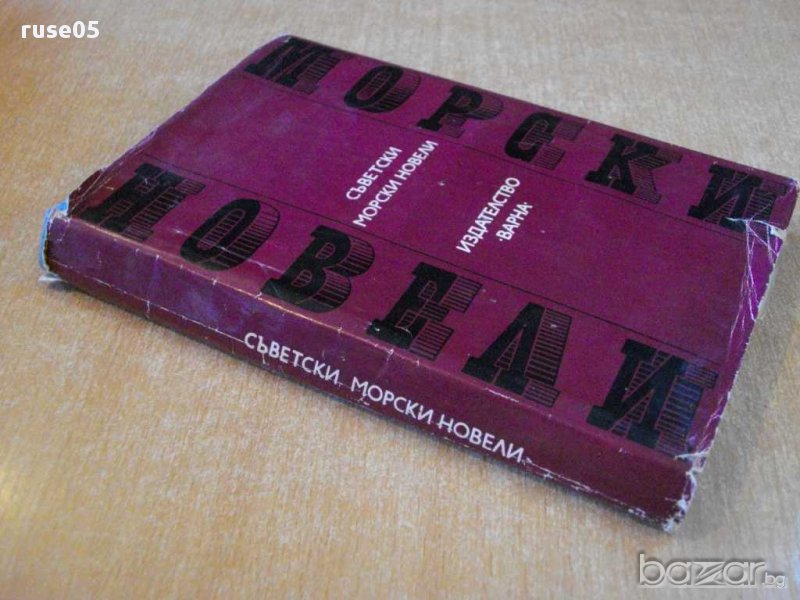 ruse05
МОРСКИ
СЪВЕТСКИ
МОРСКИ НОВЕЛИ
ИЗДАТЕЛСТВО
·ВАРНА·
НОВЕЛИ
СЪВЕТСКИ МОРСКИ НОВЕЛИ
bazar.bg